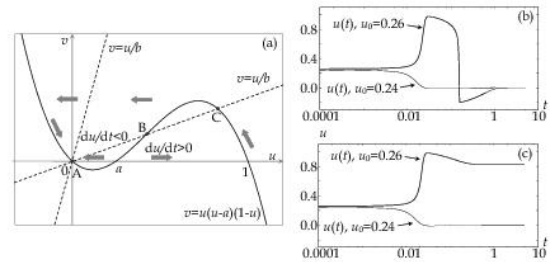 v
v=u/b
(a)
v=u/b
du/dt<0
B
C
du/dt>0
0
A
a
1
u
v=u(u-a)(1-u)
(b)
u(t), u₀=0.26
u(t), u₀=0.24
0.8
0.4
0.0
0.0001
0.01
1
t
u
(c)
u(t), u₀=0.26
u(t), u₀=0.24
0.8
0.4
0.0
0.0001
0.01
1
t